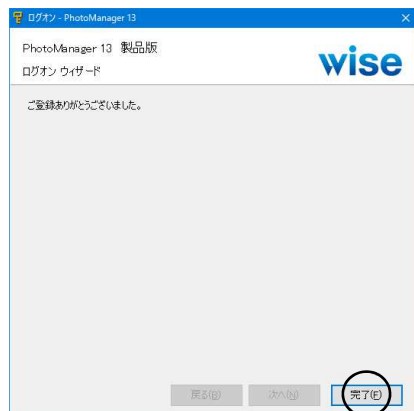 ログオン - PhotoManager 13
PhotoManager 13 製品版
ログオン ウィザード
wise
ご登録ありがとうございました。
戻る(B) 次へ(N) 完了(F)